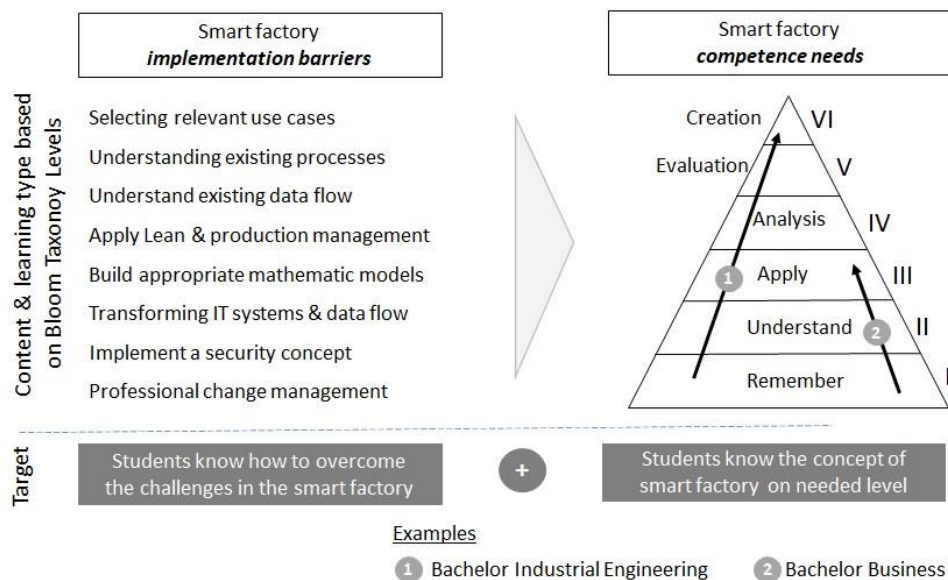 Smart factory
implementation barriers
Smart factory
competence needs
Content & learning type based
on Bloom Taxonoy Levels
Selecting relevant use cases
Understanding existing processes
Understand existing data flow
Apply Lean & production management
Build appropriate mathematic models
Transforming IT systems & data flow
Implement a security concept
Professional change management
Creation VI
Evaluation V
Analysis IV
1 Apply III
Understand 2 II
Remember I
Target
Students know how to overcome
the challenges in the smart factory
+
Students know the concept of
smart factory on needed level
Examples
1 Bachelor Industrial Engineering
2 Bachelor Business